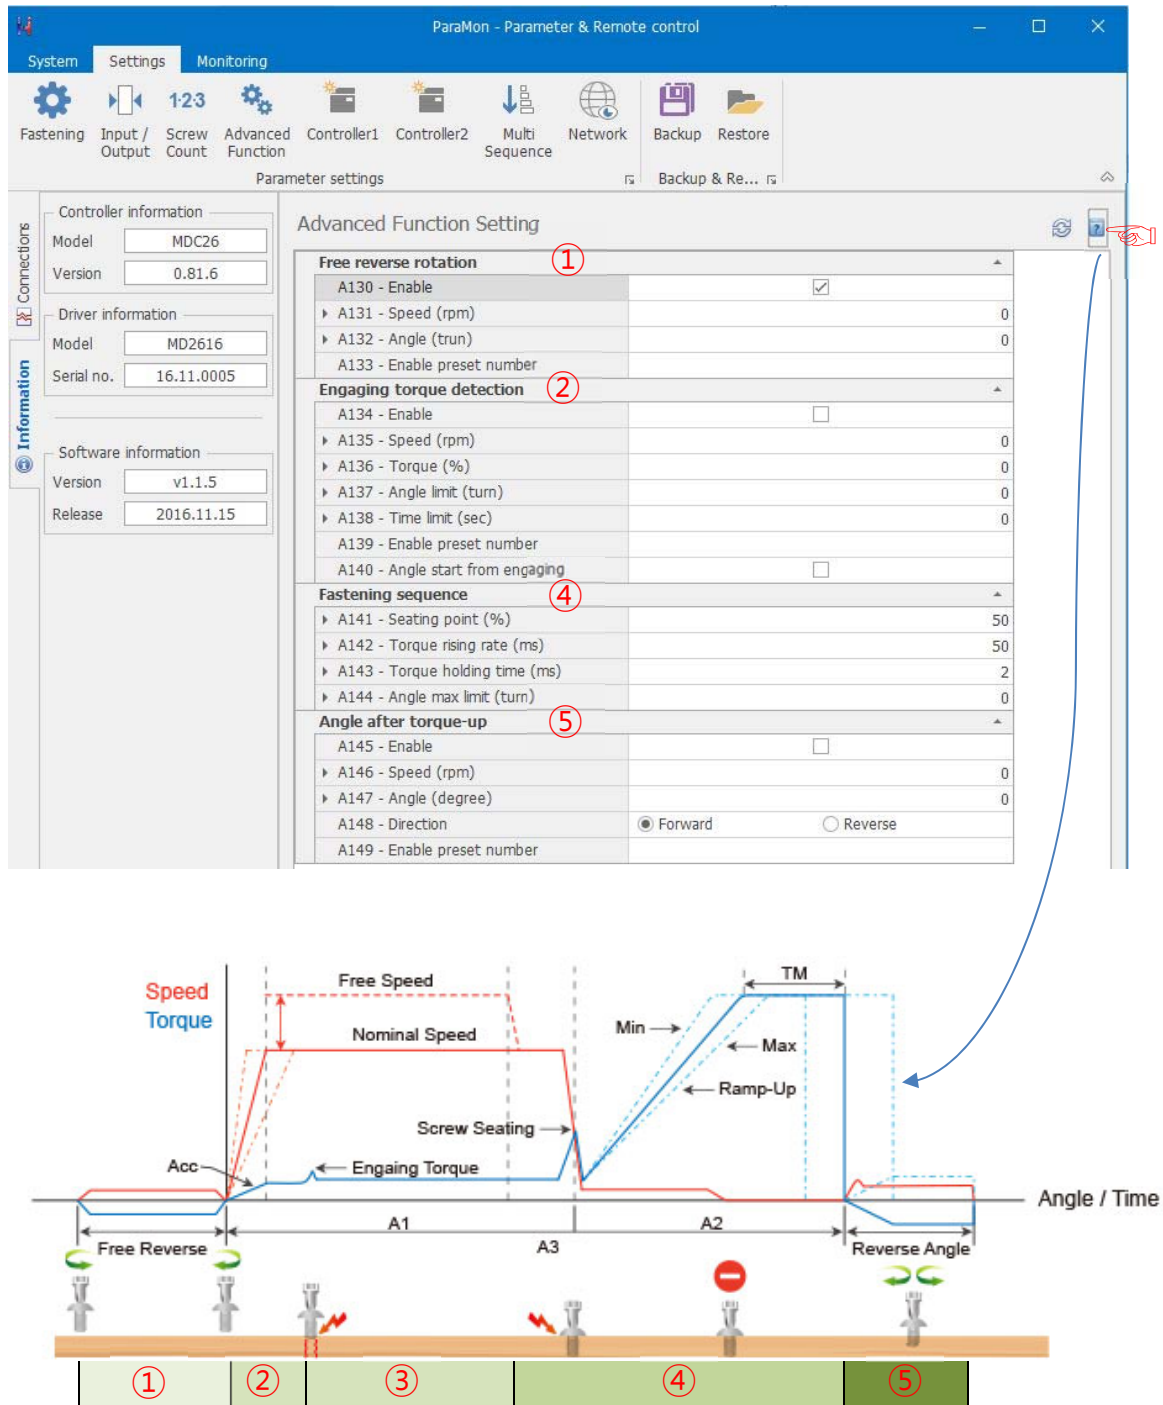 ParaMon - Parameter & Remote control
System Settings Monitoring
1·2·3
Fastening Input / Output Screw Count Advanced Function Controller1 Controller2 Multi Sequence Network Backup Restore
Parameter settings Backup & Re...
Connections
Information
Controller information
Model MDC26
Version 0.81.6
Driver information
Model MD2616
Serial no. 16.11.0005
Software information
Version v1.1.5
Release 2016.11.15
Advanced Function Setting
?
Free reverse rotation ①
A130 - Enable
A131 - Speed (rpm) 0
A132 - Angle (trun) 0
A133 - Enable preset number
Engaging torque detection ②
A134 - Enable
A135 - Speed (rpm) 0
A136 - Torque (%) 0
A137 - Angle limit (turn) 0
A138 - Time limit (sec) 0
A139 - Enable preset number
A140 - Angle start from engaging
Fastening sequence ④
A141 - Seating point (%) 50
A142 - Torque rising rate (ms) 50
A143 - Torque holding time (ms) 2
A144 - Angle max limit (turn) 0
Angle after torque-up ⑤
A145 - Enable
A146 - Speed (rpm) 0
A147 - Angle (degree) 0
A148 - Direction Forward Reverse
A149 - Enable preset number
Speed
Torque
Free Speed
TM
Nominal Speed
Min
Max
Ramp-Up
Screw Seating
Acc
Engaing Torque
Angle / Time
A1
A2
Free Reverse
A3
Reverse Angle
① ② ③ ④ ⑤